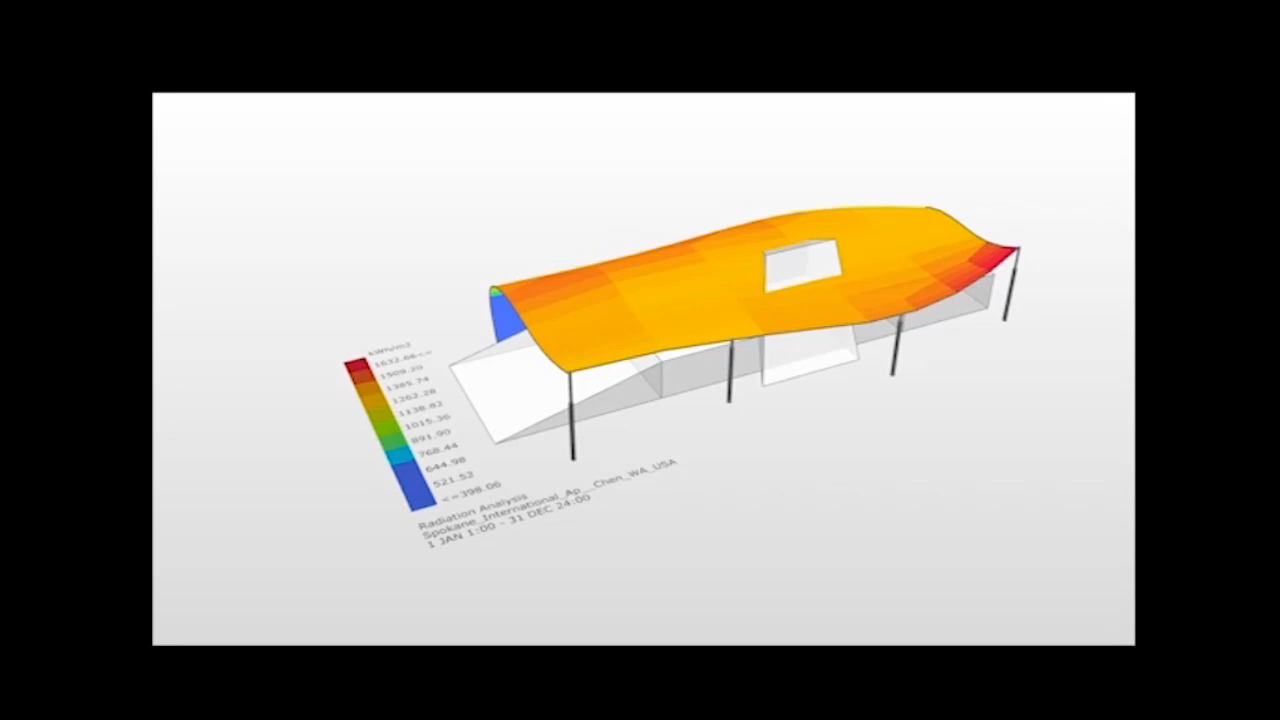 kWh/m2
1632.66<=
1509.20
1385.74
1262.28
1138.82
1015.36
891.90
768.44
644.98
521.52
<=398.06
Radiation Analysis
Spokane_International_Ap__Chen_WA_USA
1 JAN 1:00 - 31 DEC 24:00